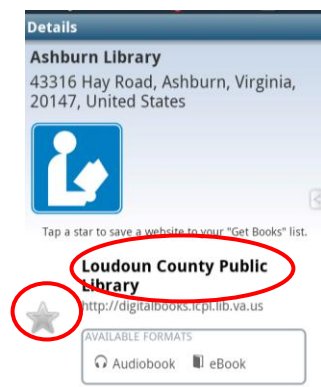 Details
Ashburn Library
43316 Hay Road, Ashburn, Virginia,
20147, United States
Tap a star to save a website to your "Get Books" list.
Loudoun County Public
Library
http://digitalbooks.lcpl.lib.va.us
AVAILABLE FORMATS
Audiobook eBook